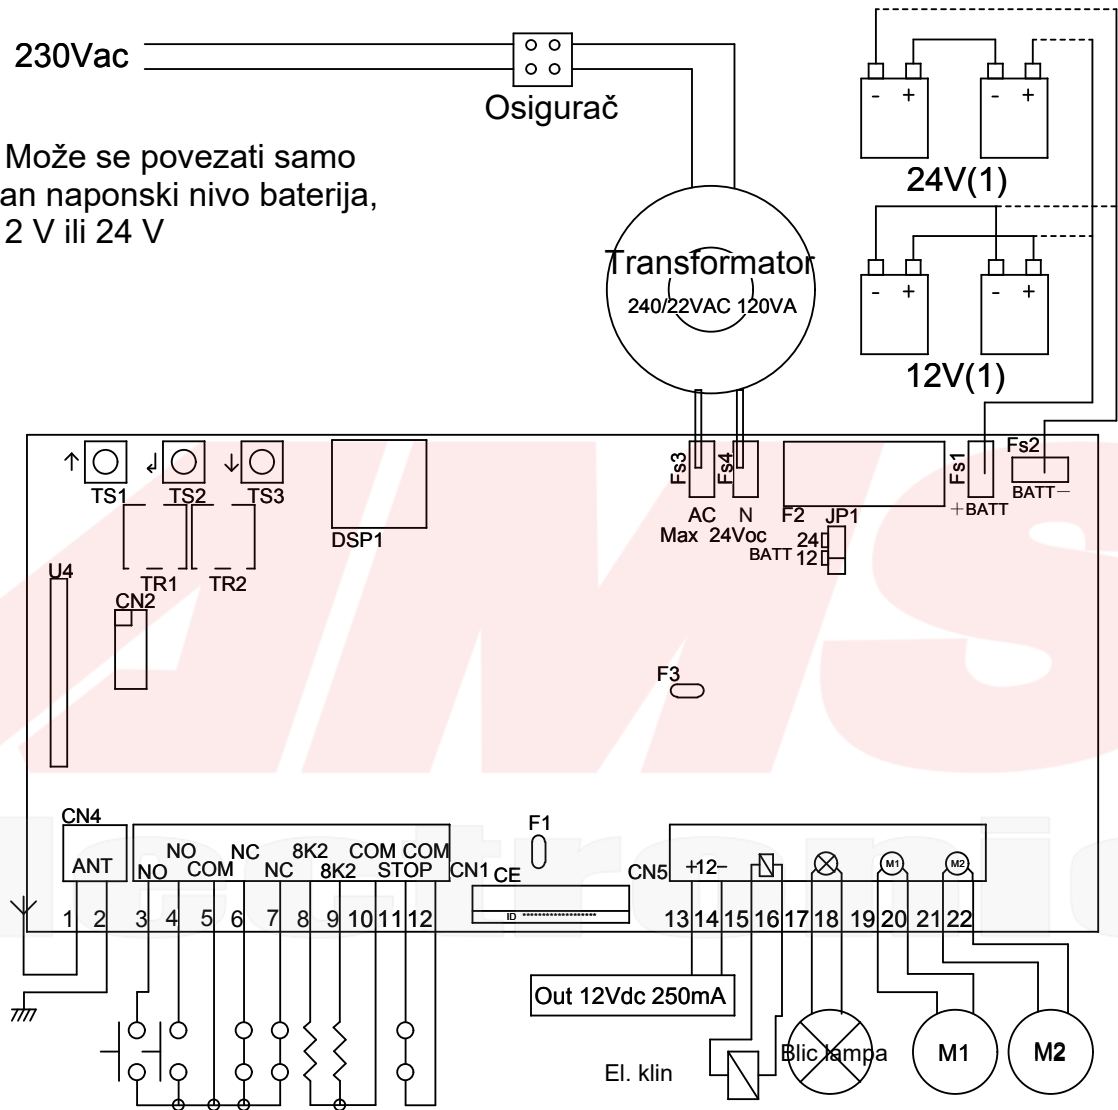 230Vac
Osigurač
Može se povezati samo
an naponski nivo baterija,
2 V ili 24 V
- + - +
24V(1)
Transformator
240/22VAC 120VA
- + - +
12V(1)
TS1 TS2 TS3
DSP1
Fs3 Fs4 Fs1 Fs2
AC N F2 JP1 +BATT BATT-
Max 24Voc
BATT 24
12
U4 TR1 TR2
CN2
F3
CN4
ANT
NO NO COM NC NC 8K2 8K2 COM STOP COM CN1
F1
CE
ID ********************
CN5 +12- M1 M2
1 2 3 4 5 6 7 8 9 10 11 12 13 14 15 16 17 18 19 20 21 22
Out 12Vdc 250mA
El. klin
Blic lampa
M1
M2
AMS
lectronic